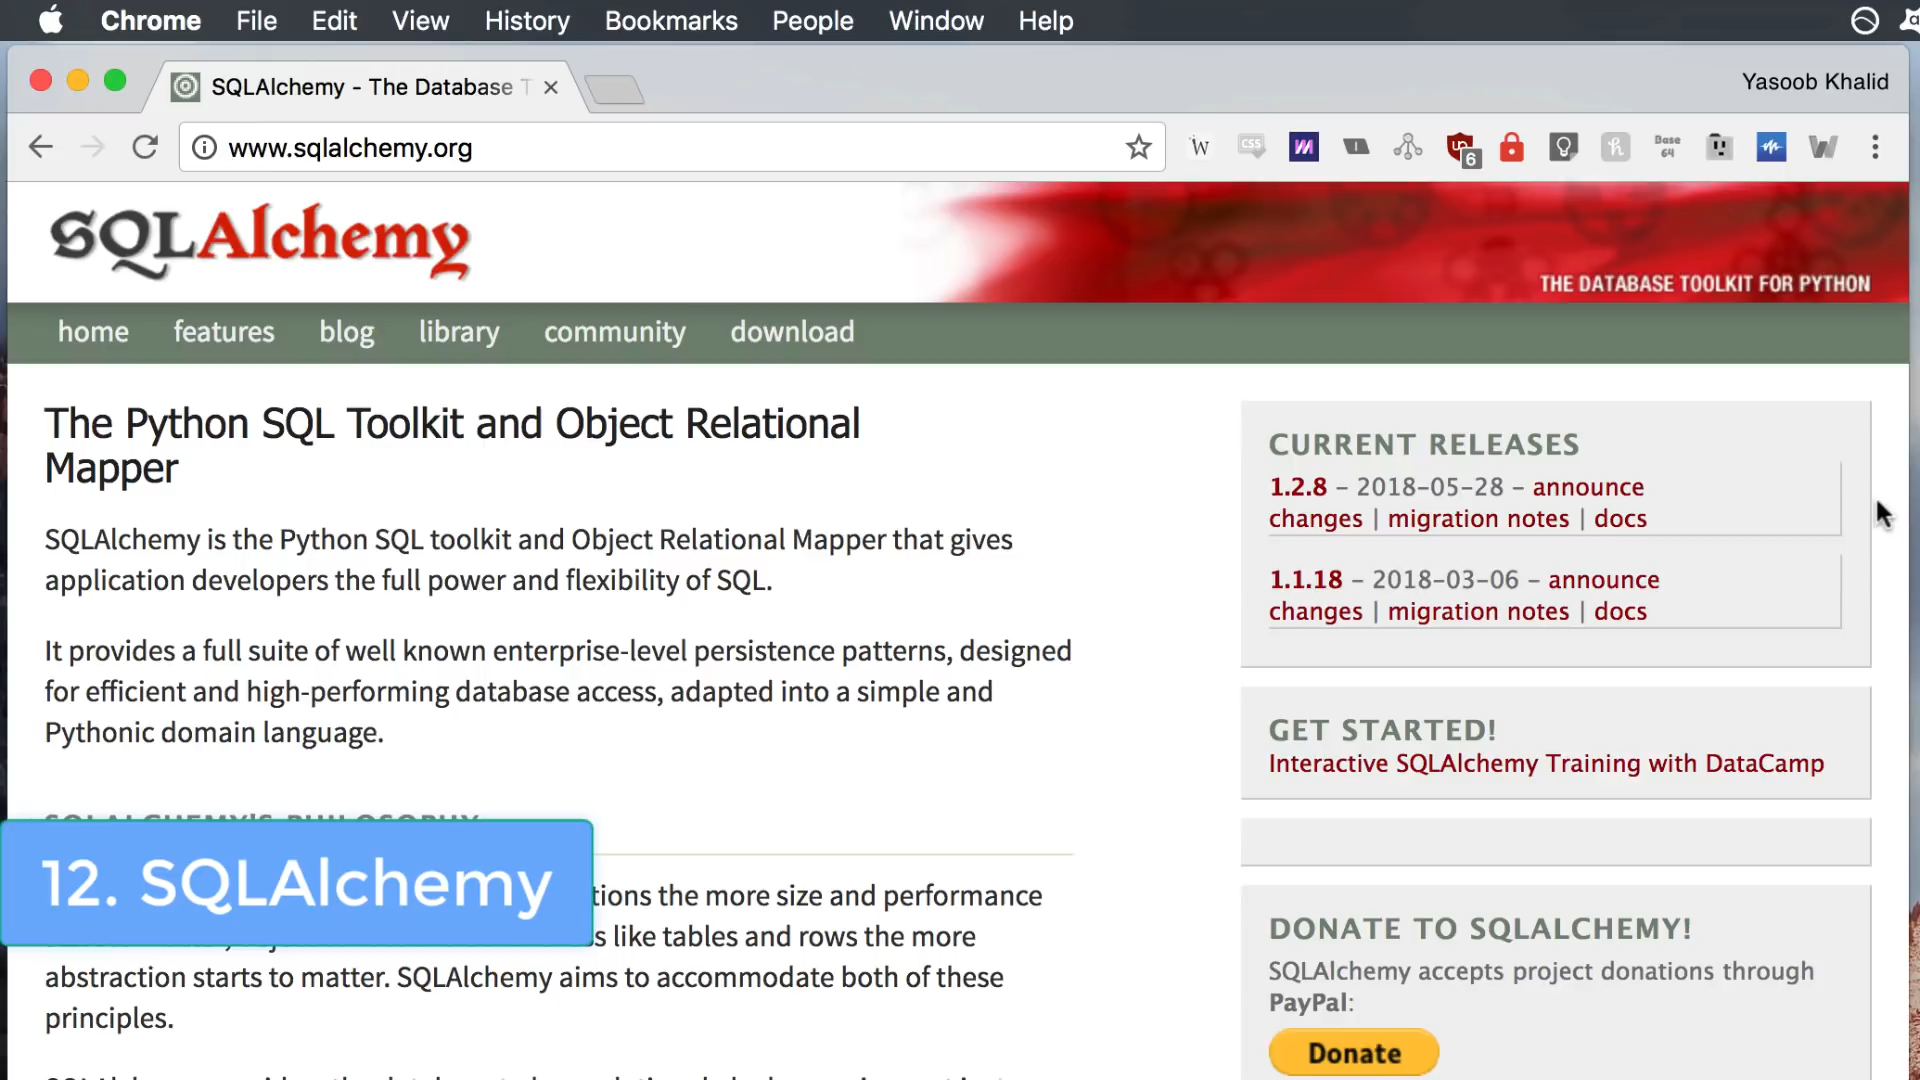 Chrome File Edit View History Bookmarks People Window Help
SQLAlchemy - The Database T
Yasoob Khalid
www.sqlalchemy.org
W
CSS
6
Base
64
SQLAlchemy
THE DATABASE TOOLKIT FOR PYTHON
home features blog library community download
The Python SQL Toolkit and Object Relational
Mapper
SQLAlchemy is the Python SQL toolkit and Object Relational Mapper that gives
application developers the full power and flexibility of SQL.
It provides a full suite of well known enterprise-level persistence patterns, designed
for efficient and high-performing database access, adapted into a simple and
Pythonic domain language.
SQLALCHEMY'S PHILOSOPHY
12. SQLAlchemy
tions the more size and performance
like tables and rows the more
abstraction starts to matter. SQLAlchemy aims to accommodate both of these
principles.
CURRENT RELEASES
1.2.8 – 2018-05-28 – announce
changes | migration notes | docs
1.1.18 – 2018-03-06 – announce
changes | migration notes | docs
GET STARTED!
Interactive SQLAlchemy Training with DataCamp
DONATE TO SQLALCHEMY!
SQLAlchemy accepts project donations through
PayPal:
Donate